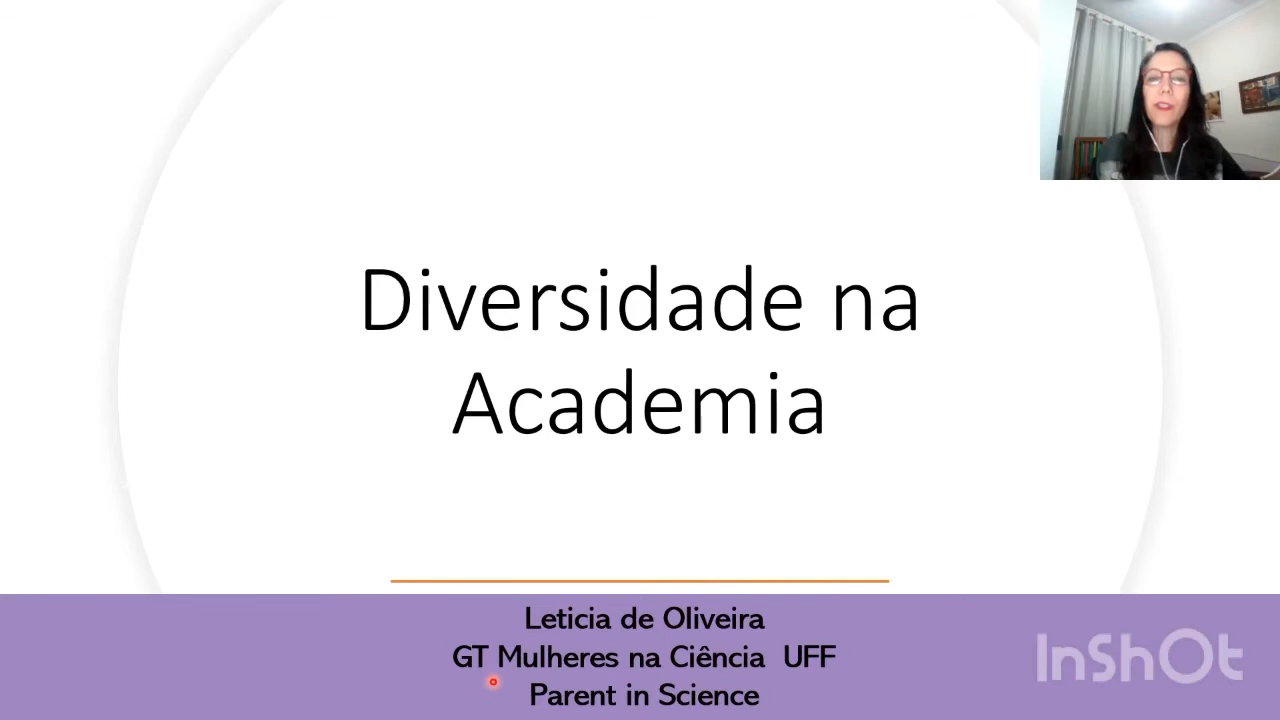 Diversidade na
Academia
Leticia de Oliveira
GT Mulheres na Ciência UFF
Parent in Science
InShOt